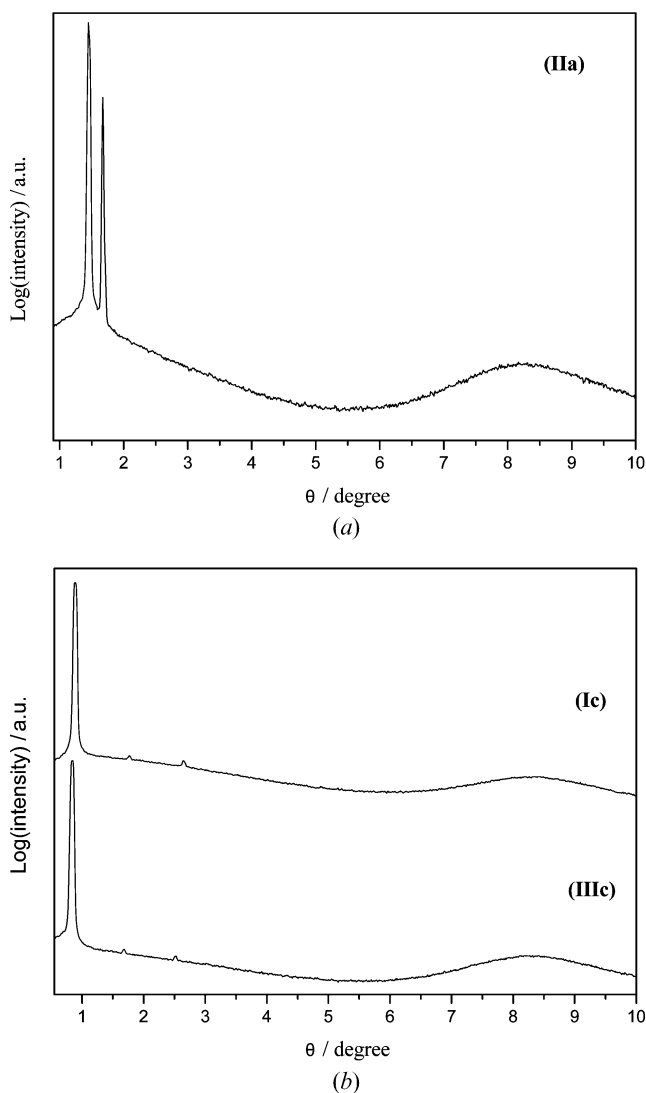 (IIa)
Log(intensity) / a.u.
1 2 3 4 5 6 7 8 9 10
θ / degree
(a)
(Ic)
Log(intensity) / a.u.
(IIIc)
1 2 3 4 5 6 7 8 9 10
θ / degree
(b)